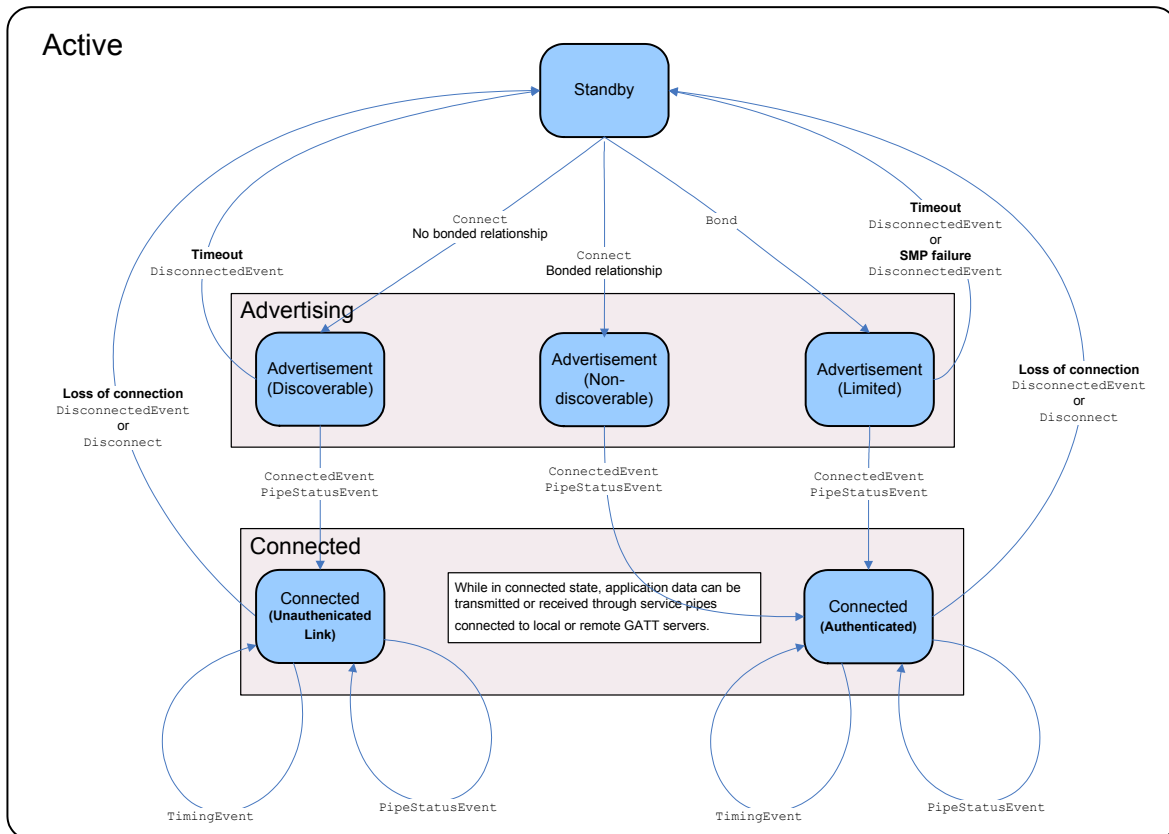 Active
Standby
Connect
No bonded relationship
Connect
Bonded relationship
Bond
Timeout
DisconnectedEvent
or
SMP failure
DisconnectedEvent
Timeout
DisconnectedEvent
Advertising
Advertisement
(Discoverable)
Advertisement
(Non-
discoverable)
Advertisement
(Limited)
Loss of connection
DisconnectedEvent
or
Disconnect
Loss of connection
DisconnectedEvent
or
Disconnect
ConnectedEvent
PipeStatusEvent
ConnectedEvent
PipeStatusEvent
ConnectedEvent
PipeStatusEvent
Connected
Connected
(Unauthenicated
Link)
While in connected state, application data can be
transmitted or received through service pipes
connected to local or remote GATT servers.
Connected
(Authenticated)
TimingEvent
PipeStatusEvent
TimingEvent
PipeStatusEvent